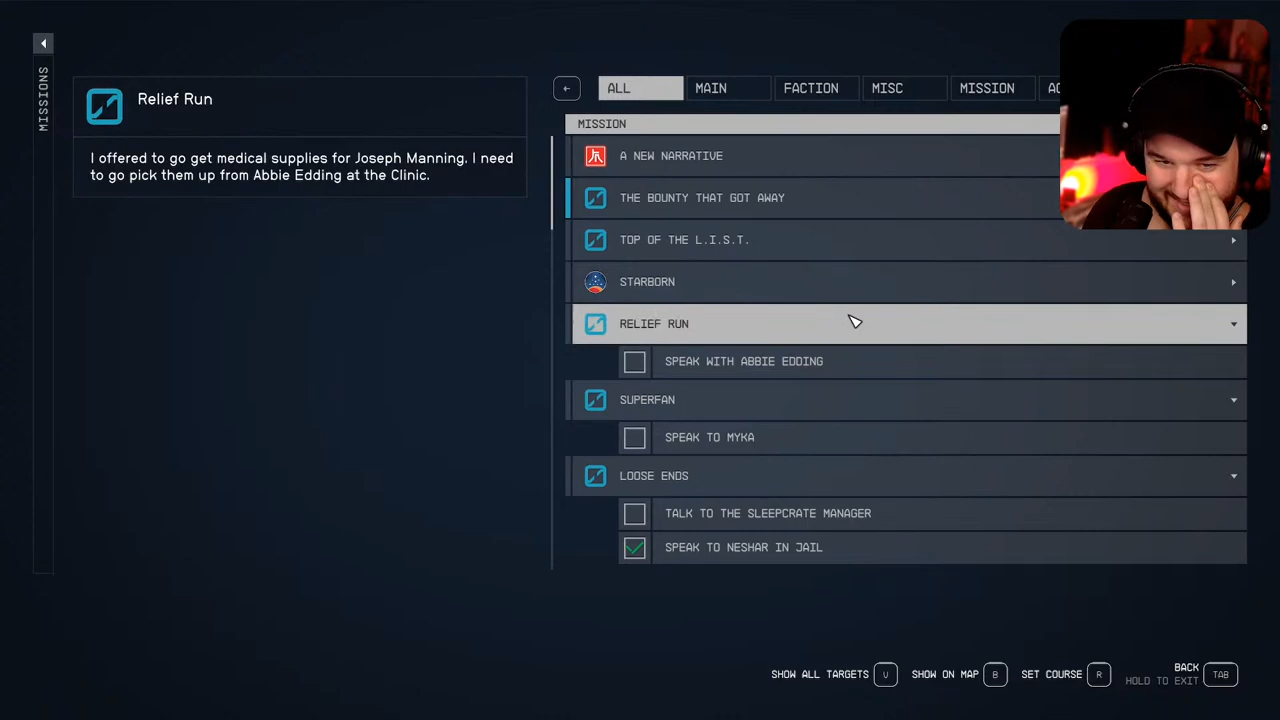 MISSIONS
Relief Run
I offered to go get medical supplies for Joseph Manning. I need
to go pick them up from Abbie Edding at the Clinic.
ALL MAIN FACTION MISC MISSION
MISSION
A NEW NARRATIVE
THE BOUNTY THAT GOT AWAY
TOP OF THE L.I.S.T.
STARBORN
RELIEF RUN
SPEAK WITH ABBIE EDDING
SUPERFAN
SPEAK TO MYKA
LOOSE ENDS
TALK TO THE SLEEPCRATE MANAGER
SPEAK TO NESHAR IN JAIL
SHOW ALL TARGETS U SHOW ON MAP B SET COURSE R BACK TAB
HOLD TO EXIT